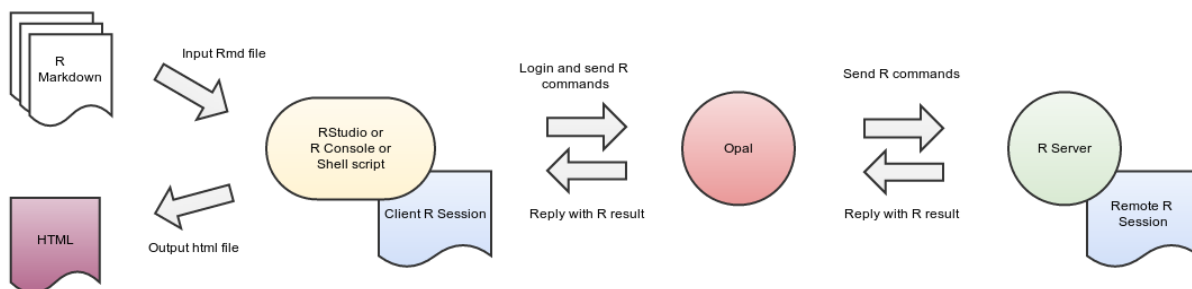 R
Markdown
Input Rmd file
RStudio or
R Console or
Shell script
Client R Session
HTML
Output html file
Login and send R
commands
Reply with R result
Opal
Send R commands
Reply with R result
R Server
Remote R
Session